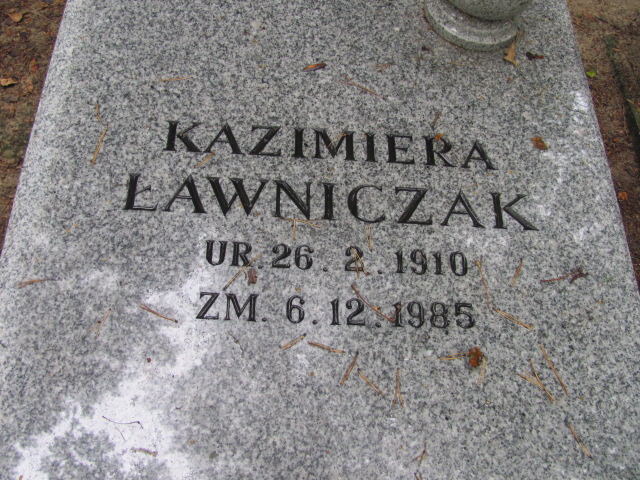 KAZIMIERA
ŁAWNICZAK
UR. 26. 2. 1910
ZM. 6. 12. 1985